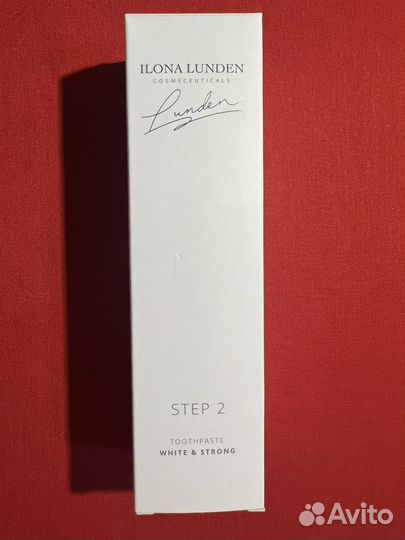 ILONA LUNDEN
COSMECEUTICALS
Lunden
STEP 2
TOOTHPASTE
WHITE & STRONG
Avito